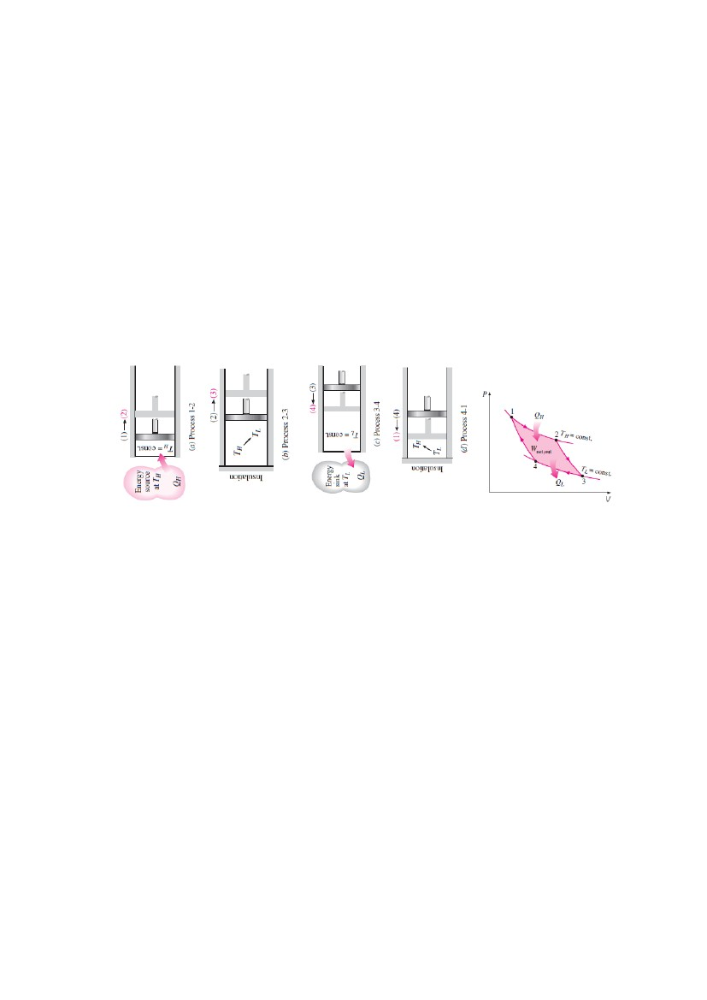 (1) → (2)
T_H = const.
Energy
source
at T_H
Q_H
(a) Process 1-2
(2) → (3)
T_H
T_L
Insulation
(b) Process 2-3
(4) ← (3)
T_L = const.
Energy
sink
at T_L
Q_L
(c) Process 3-4
(1) ← (4)
T_H
T_L
Insulation
(d) Process 4-1
P
1
Q_H
2
T_H = const.
W_net,out
4
T_L = const.
Q_L
3
V